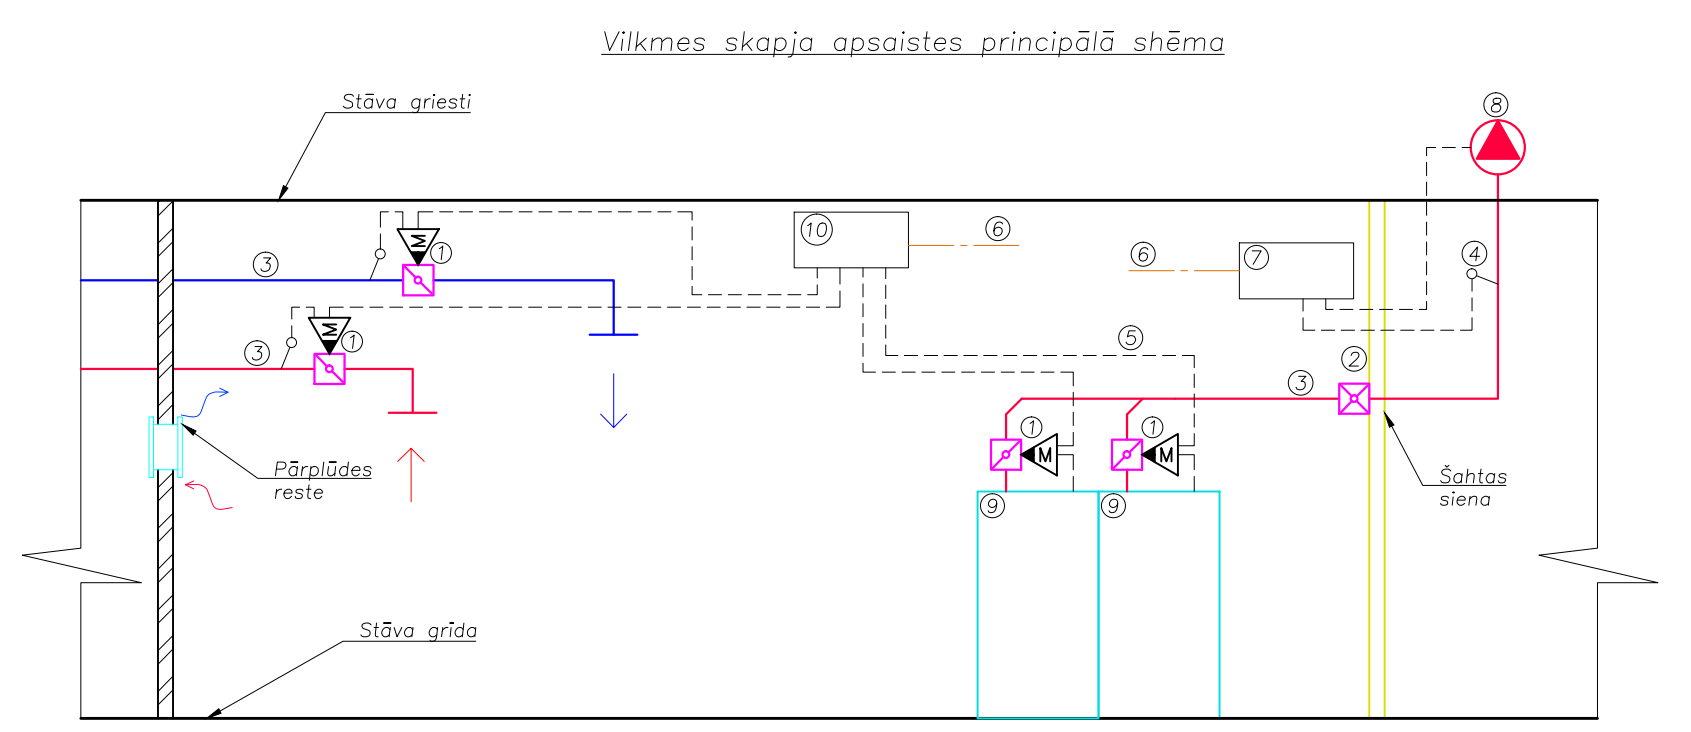 Vilkmes skapja apsaistes principālā shēma
Stāva griesti
8
10
6
6
7
4
3
1
M
3
1
M
5
2
3
1
M
1
M
Pārplūdes
reste
Šahtas
siena
9
9
Stāva grīda